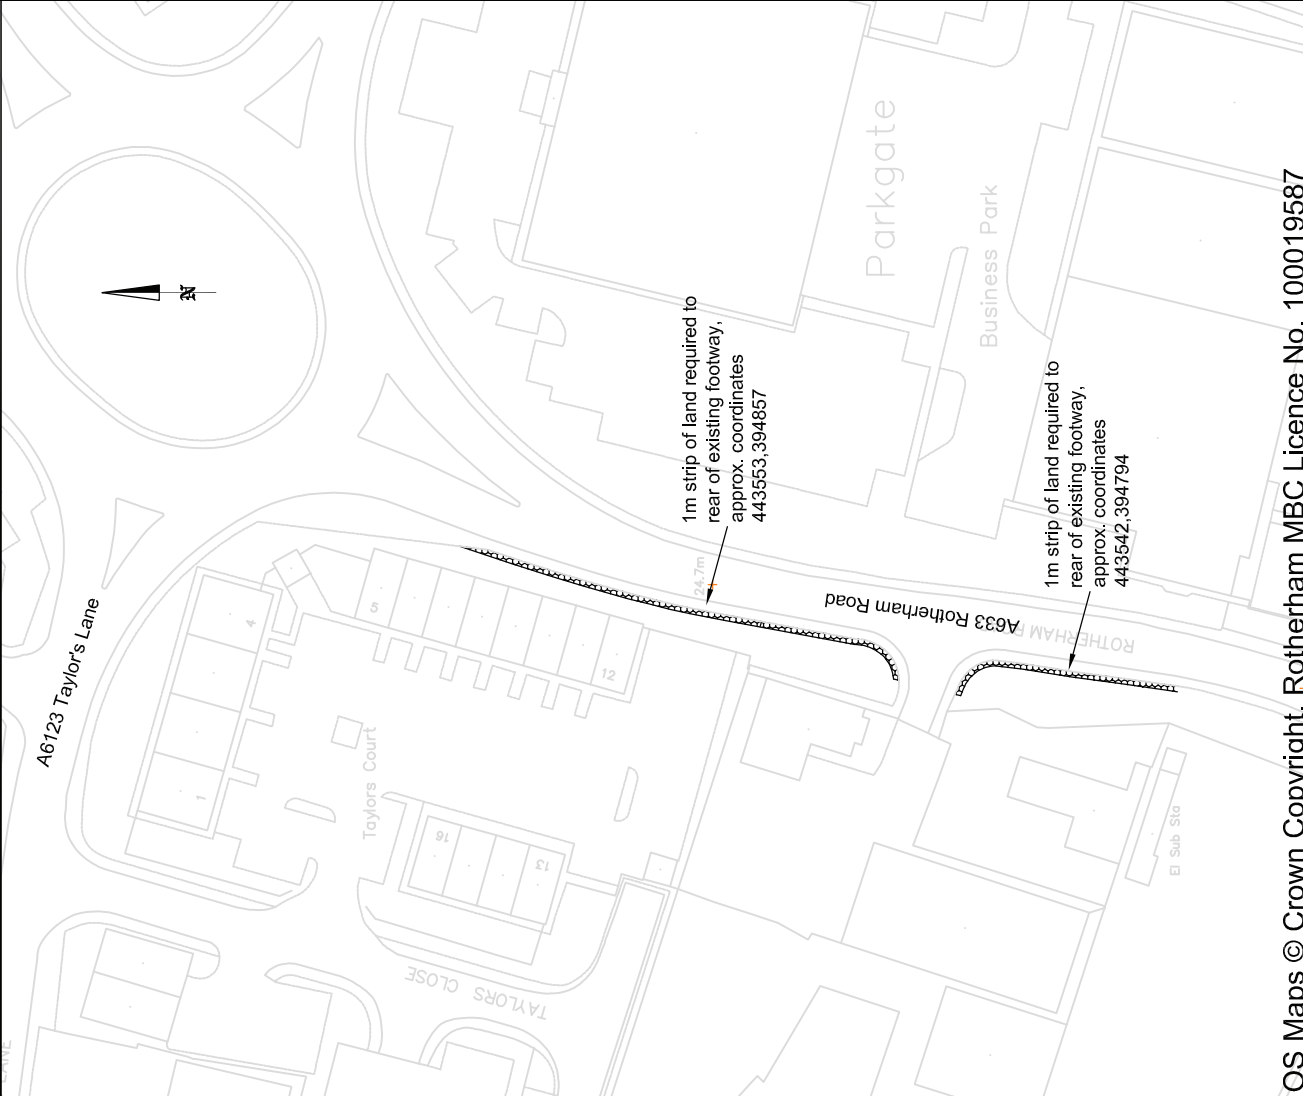 A6123 Taylor's Lane
N
1m strip of land required to
rear of existing footway,
approx. coordinates
443553,394857
1m strip of land required to
rear of existing footway,
approx. coordinates
443542,394794
A633 Rotherham Road
24.7m
Parkgate
Business Park
Taylors Court
TAYLORS CLOSE
El Sub Sta
LANE
1
4
5
12
13
16
OS Maps © Crown Copyright. Rotherham MBC Licence No. 100019587